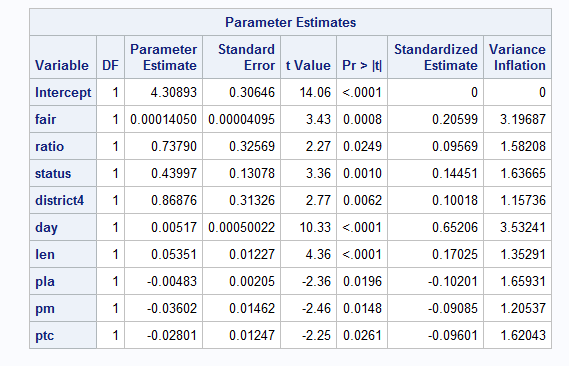 Parameter Estimates
Variable DF Parameter Estimate Standard Error t Value Pr > |t| Standardized Estimate Variance Inflation
Intercept 1 4.30893 0.30646 14.06 <.0001 0 0
fair 1 0.00014050 0.00004095 3.43 0.0008 0.20599 3.19687
ratio 1 0.73790 0.32569 2.27 0.0249 0.09569 1.58208
status 1 0.43997 0.13078 3.36 0.0010 0.14451 1.63665
district4 1 0.86876 0.31326 2.77 0.0062 0.10018 1.15736
day 1 0.00517 0.00050022 10.33 <.0001 0.65206 3.53241
len 1 0.05351 0.01227 4.36 <.0001 0.17025 1.35291
pla 1 -0.00483 0.00205 -2.36 0.0196 -0.10201 1.65931
pm 1 -0.03602 0.01462 -2.46 0.0148 -0.09085 1.20537
ptc 1 -0.02801 0.01247 -2.25 0.0261 -0.09601 1.62043